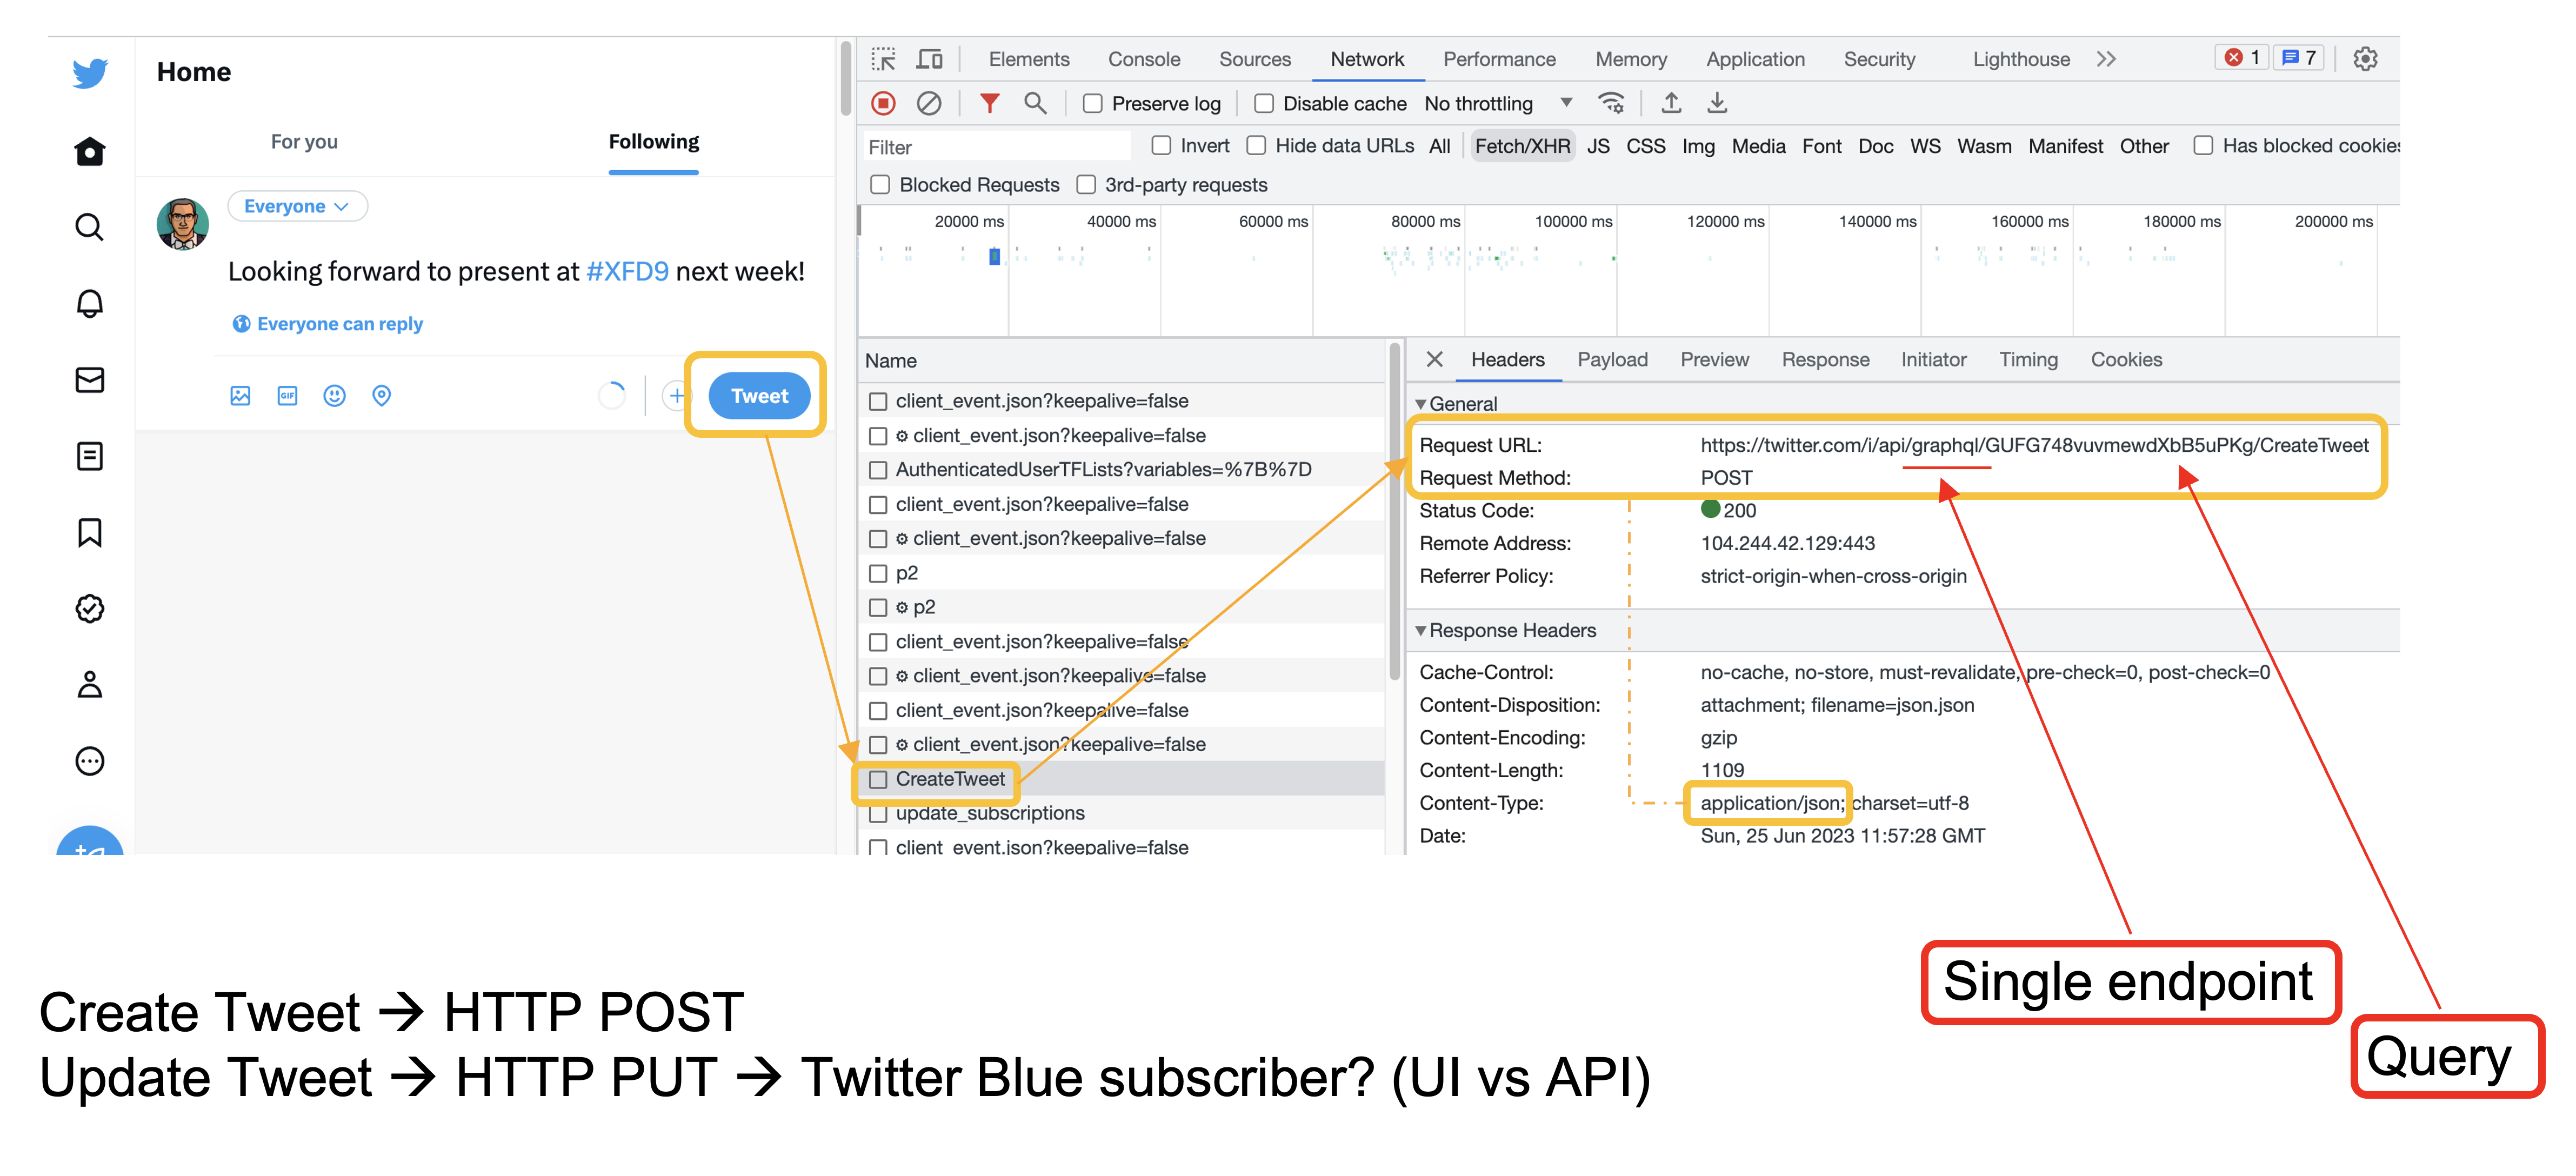 Home
For you
Following
Everyone
Looking forward to present at #XFD9 next week!
Everyone can reply
GIF
Tweet
Elements Console Sources Network Performance Memory Application Security Lighthouse 1 7
Preserve log Disable cache No throttling
Filter Invert Hide data URLs All Fetch/XHR JS CSS Img Media Font Doc WS Wasm Manifest Other Has blocked cookies
Blocked Requests 3rd-party requests
20000 ms 40000 ms 60000 ms 80000 ms 100000 ms 120000 ms 140000 ms 160000 ms 180000 ms 200000 ms
Name
client_event.json?keepalive=false
client_event.json?keepalive=false
AuthenticatedUserTFLists?variables=%7B%7D
client_event.json?keepalive=false
client_event.json?keepalive=false
p2
p2
client_event.json?keepalive=false
client_event.json?keepalive=false
client_event.json?keepalive=false
client_event.json?keepalive=false
CreateTweet
update_subscriptions
client_event.json?keepalive=false
Headers Payload Preview Response Initiator Timing Cookies
General
Request URL: https://twitter.com/i/api/graphql/GUFG748vuvmewdXbB5uPKg/CreateTweet
Request Method: POST
Status Code: 200
Remote Address: 104.244.42.129:443
Referrer Policy: strict-origin-when-cross-origin
Response Headers
Cache-Control: no-cache, no-store, must-revalidate, pre-check=0, post-check=0
Content-Disposition: attachment; filename=json.json
Content-Encoding: gzip
Content-Length: 1109
Content-Type: application/json; charset=utf-8
Date: Sun, 25 Jun 2023 11:57:28 GMT
Single endpoint
Query
Create Tweet → HTTP POST
Update Tweet → HTTP PUT → Twitter Blue subscriber? (UI vs API)